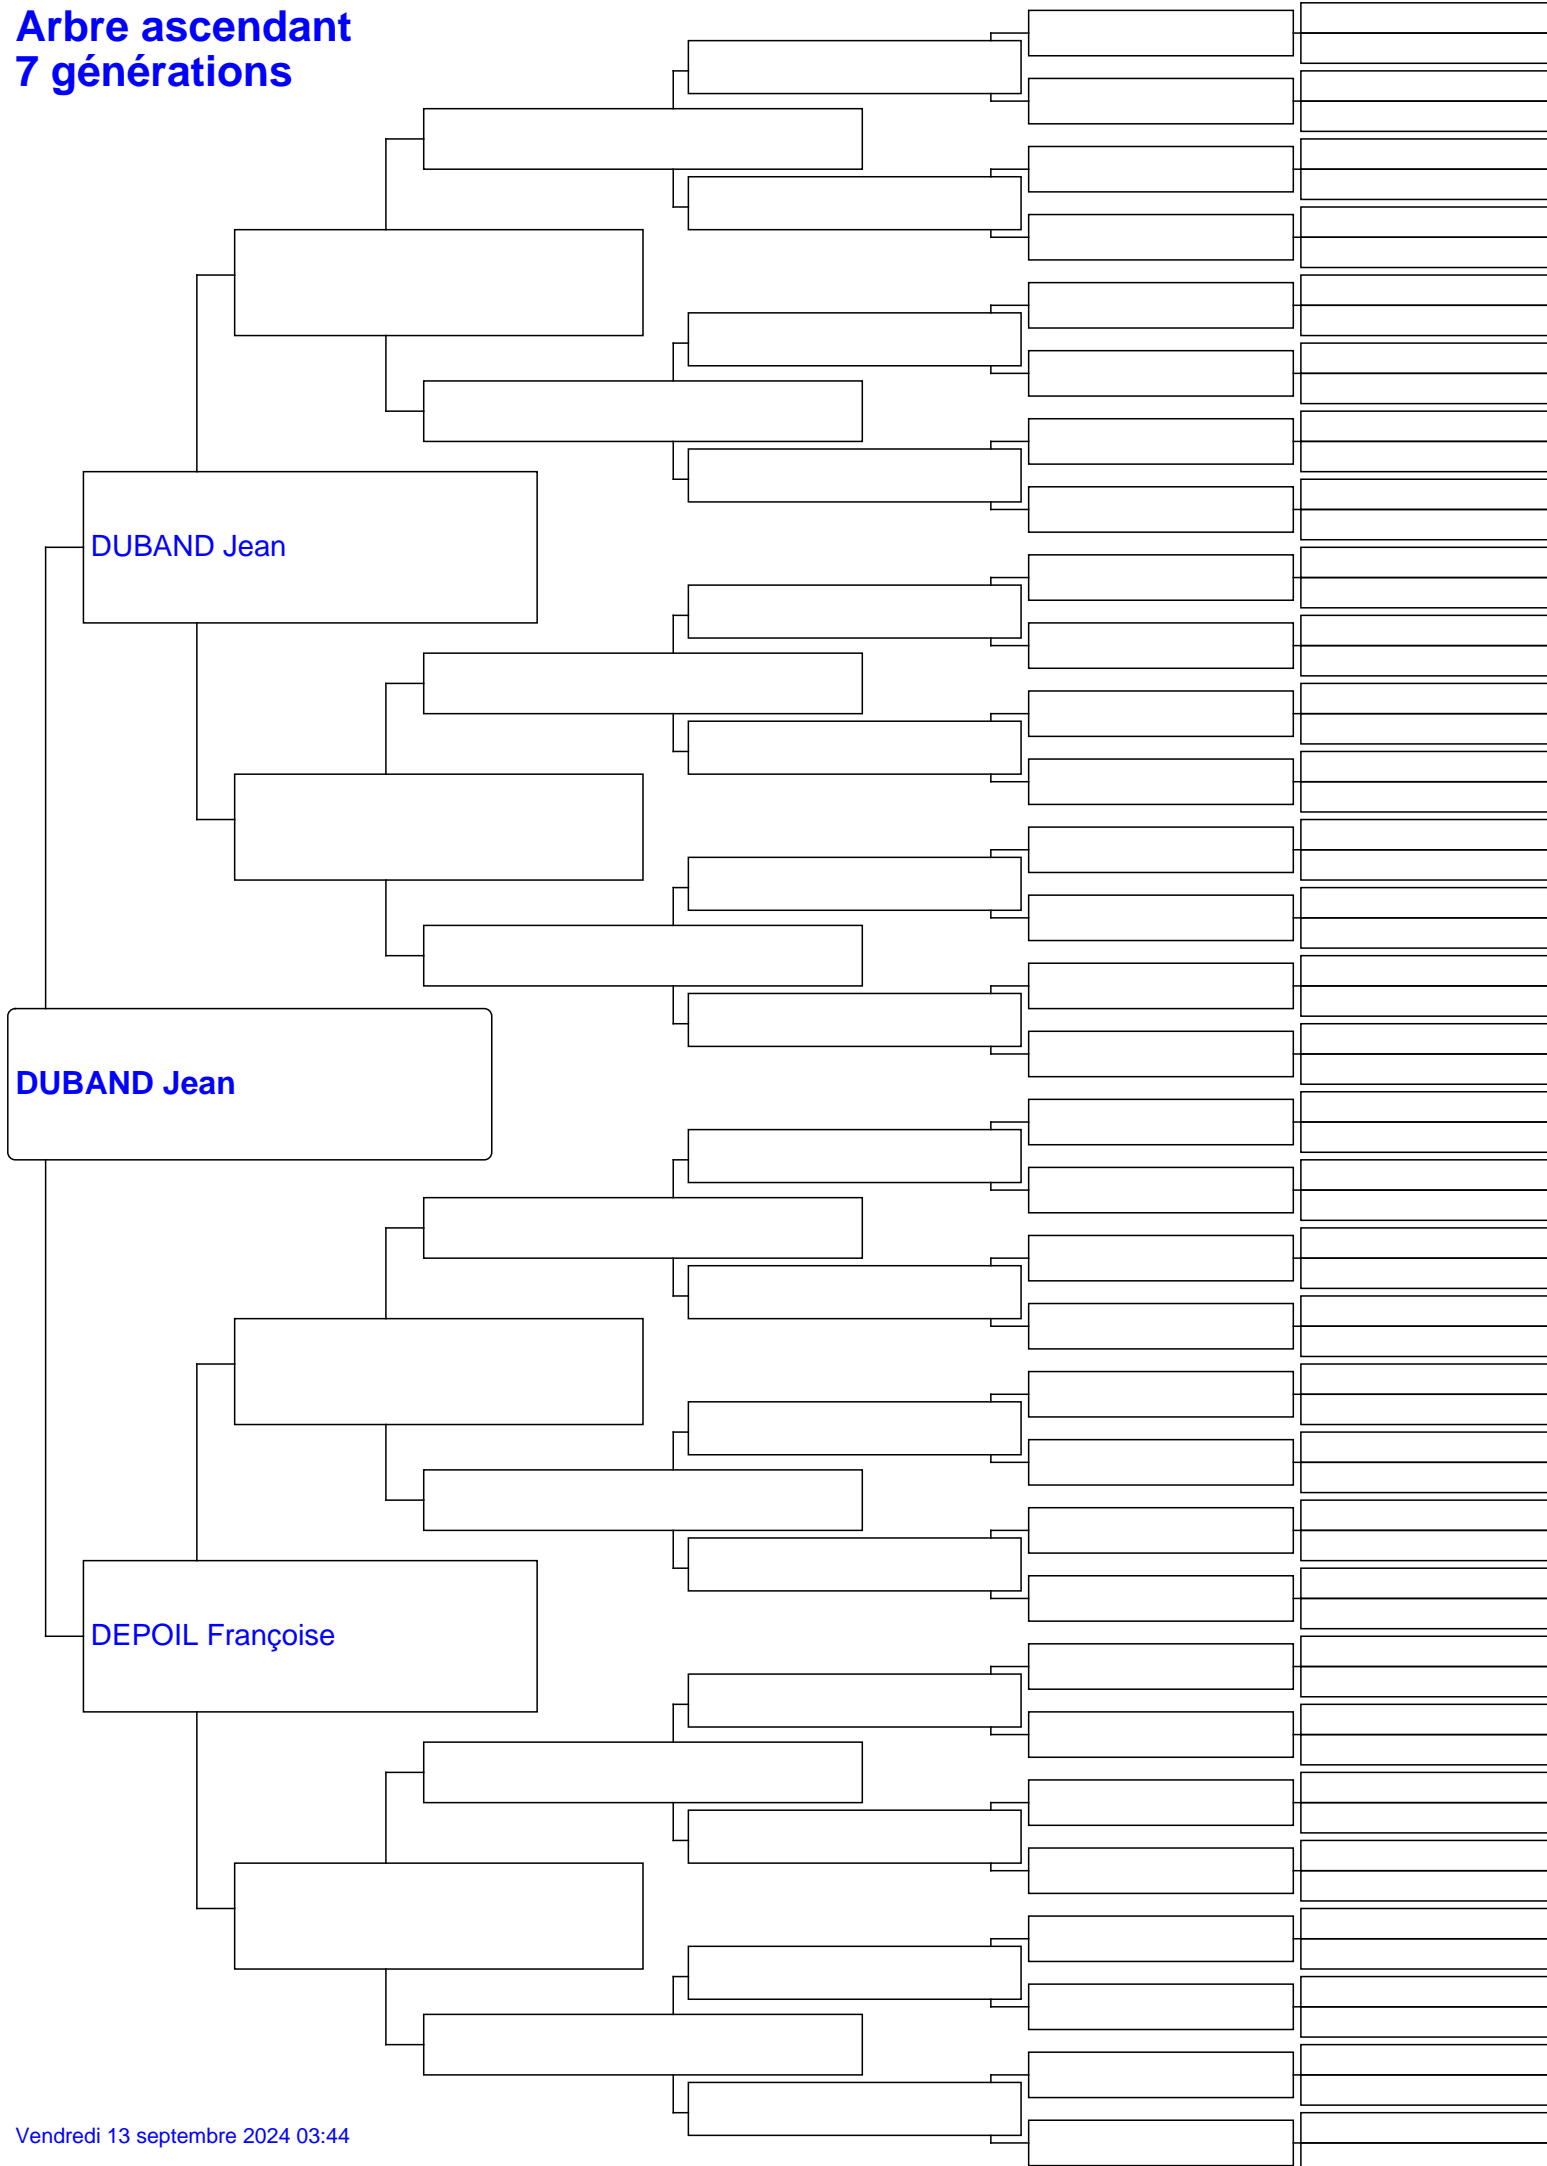 Arbre ascendant
7 générations
DUBAND Jean
DUBAND Jean
DEPOIL Françoise
Vendredi 13 septembre 2024 03:44